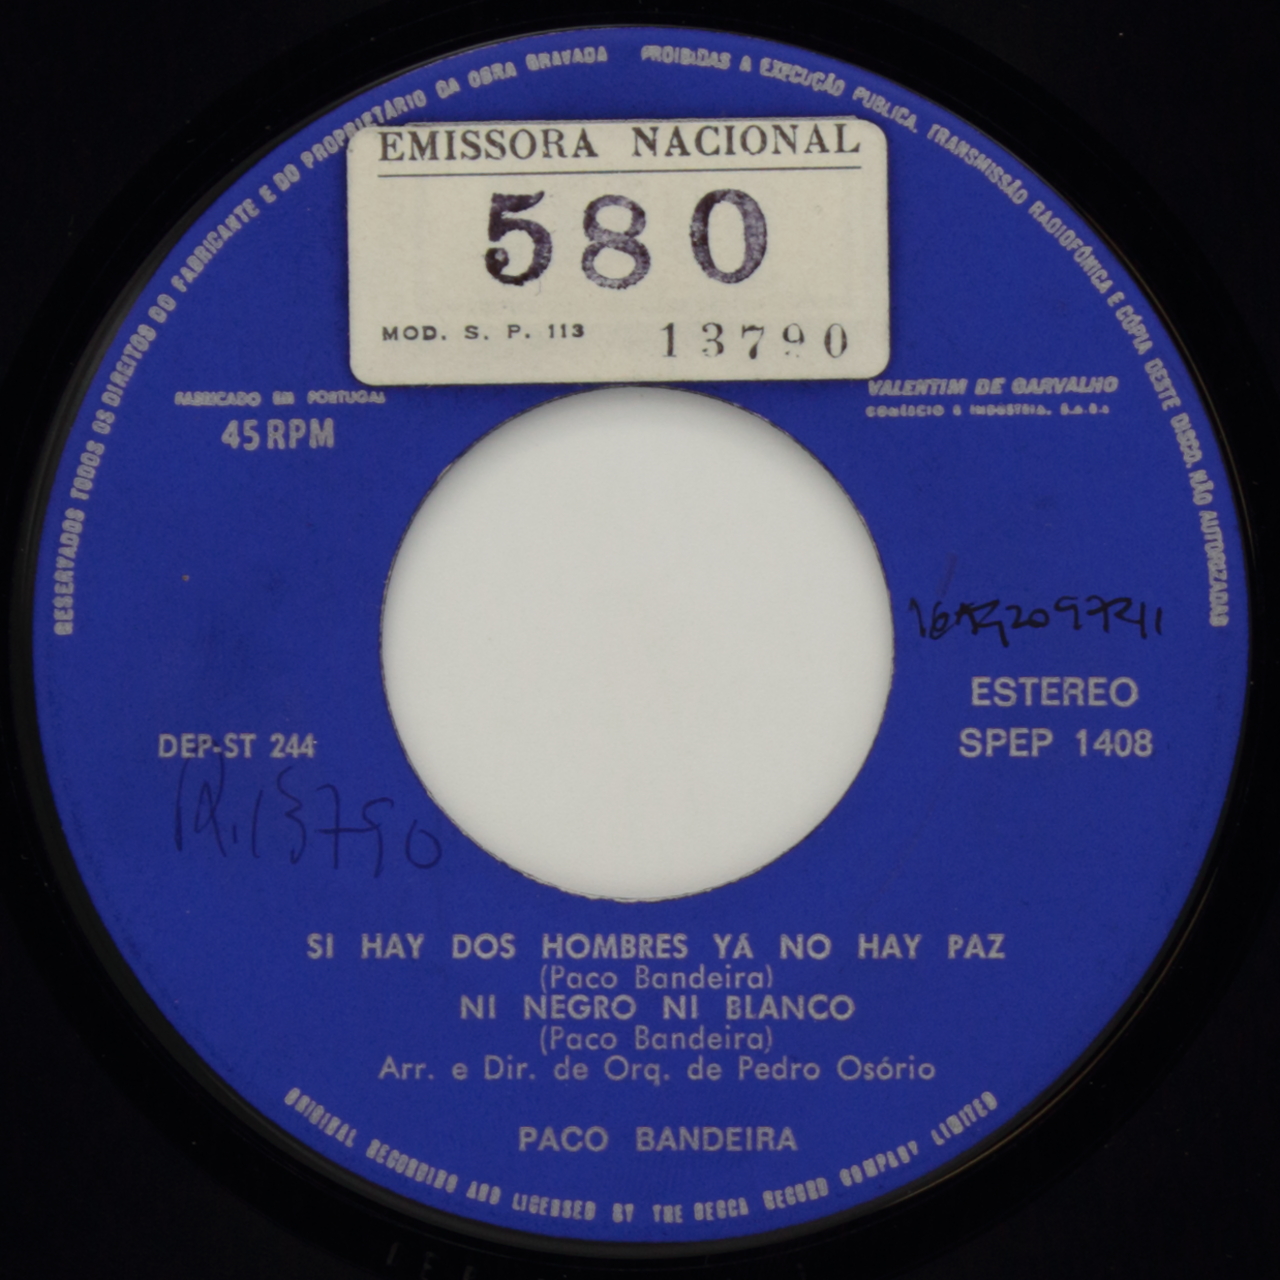 RESERVADOS TODOS OS DIREITOS DO FABRICANTE E DO PROPRIETÁRIO DA OBRA GRAVADA PROIBIDAS A EXECUÇÃO PUBLICA, TRANSMISSÃO RADIOFÓNICA E CÓPIA DESTE DISCO, NÃO AUTORIZADAS
EMISSORA NACIONAL
580
MOD. S. P. 113 13790
FABRICADO EM PORTUGAL
45 RPM
VALENTIM DE CARVALHO
COMÉRCIO E INDÚSTRIA, S.A.R.L.
ESTEREO
SPEP 1408
DEP-ST 244
R.13790
SI HAY DOS HOMBRES YÁ NO HAY PAZ
(Paco Bandeira)
NI NEGRO NI BLANCO
(Paco Bandeira)
Arr. e Dir. de Orq. de Pedro Osório
PACO BANDEIRA
ORIGINAL RECORDING ARE LICENSED BY THE DECCA RECORD COMPANY LIMITED